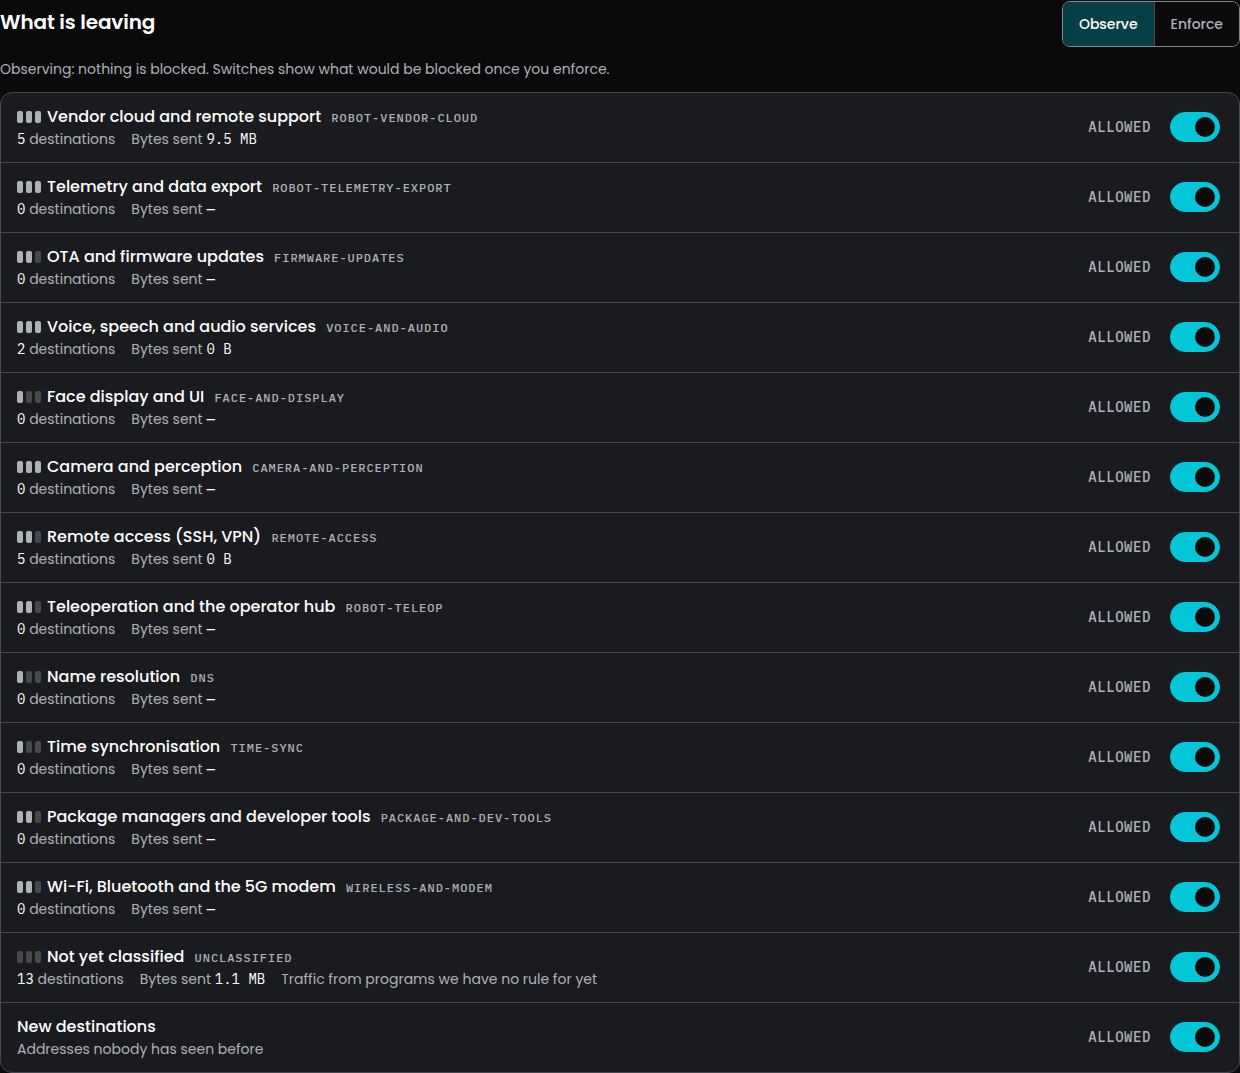 What is leaving
Observe Enforce
Observing: nothing is blocked. Switches show what would be blocked once you enforce.
Vendor cloud and remote support ROBOT-VENDOR-CLOUD
5 destinations Bytes sent 9.5 MB
ALLOWED
Telemetry and data export ROBOT-TELEMETRY-EXPORT
0 destinations Bytes sent —
ALLOWED
OTA and firmware updates FIRMWARE-UPDATES
0 destinations Bytes sent —
ALLOWED
Voice, speech and audio services VOICE-AND-AUDIO
2 destinations Bytes sent 0 B
ALLOWED
Face display and UI FACE-AND-DISPLAY
0 destinations Bytes sent —
ALLOWED
Camera and perception CAMERA-AND-PERCEPTION
0 destinations Bytes sent —
ALLOWED
Remote access (SSH, VPN) REMOTE-ACCESS
5 destinations Bytes sent 0 B
ALLOWED
Teleoperation and the operator hub ROBOT-TELEOP
0 destinations Bytes sent —
ALLOWED
Name resolution DNS
0 destinations Bytes sent —
ALLOWED
Time synchronisation TIME-SYNC
0 destinations Bytes sent —
ALLOWED
Package managers and developer tools PACKAGE-AND-DEV-TOOLS
0 destinations Bytes sent —
ALLOWED
Wi-Fi, Bluetooth and the 5G modem WIRELESS-AND-MODEM
0 destinations Bytes sent —
ALLOWED
Not yet classified UNCLASSIFIED
13 destinations Bytes sent 1.1 MB Traffic from programs we have no rule for yet
ALLOWED
New destinations
Addresses nobody has seen before
ALLOWED